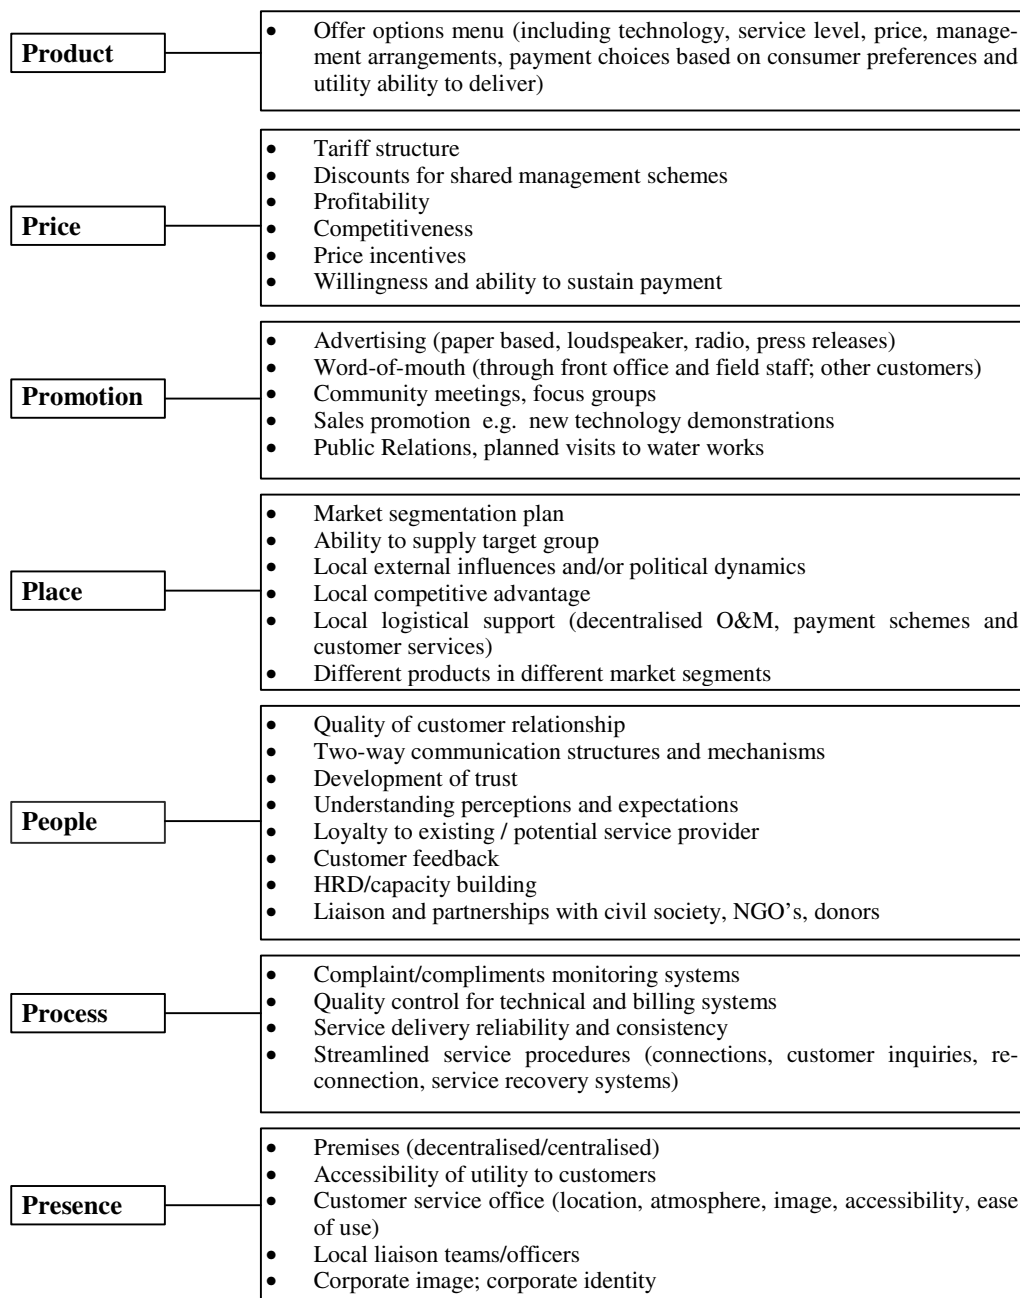 Product
• Offer options menu (including technology, service level, price, manage-
ment arrangements, payment choices based on consumer preferences and
utility ability to deliver)
Price
• Tariff structure
• Discounts for shared management schemes
• Profitability
• Competitiveness
• Price incentives
• Willingness and ability to sustain payment
Promotion
• Advertising (paper based, loudspeaker, radio, press releases)
• Word-of-mouth (through front office and field staff; other customers)
• Community meetings, focus groups
• Sales promotion e.g. new technology demonstrations
• Public Relations, planned visits to water works
Place
• Market segmentation plan
• Ability to supply target group
• Local external influences and/or political dynamics
• Local competitive advantage
• Local logistical support (decentralised O&M, payment schemes and
customer services)
• Different products in different market segments
People
• Quality of customer relationship
• Two-way communication structures and mechanisms
• Development of trust
• Understanding perceptions and expectations
• Loyalty to existing / potential service provider
• Customer feedback
• HRD/capacity building
• Liaison and partnerships with civil society, NGO's, donors
Process
• Complaint/compliments monitoring systems
• Quality control for technical and billing systems
• Service delivery reliability and consistency
• Streamlined service procedures (connections, customer inquiries, re-
connection, service recovery systems)
Presence
• Premises (decentralised/centralised)
• Accessibility of utility to customers
• Customer service office (location, atmosphere, image, accessibility, ease
of use)
• Local liaison teams/officers
• Corporate image; corporate identity